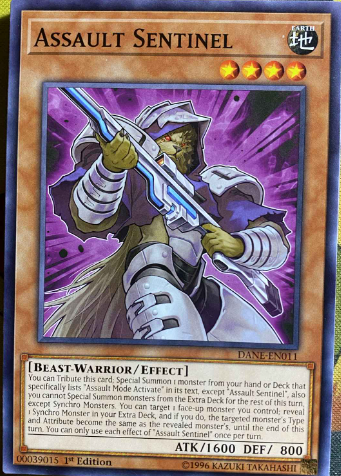 ASSAULT SENTINEL
EARTH
地
DANE-EN011
[BEAST-WARRIOR/EFFECT]
You can Tribute this card; Special Summon 1 monster from your hand or Deck that
specifically lists "Assault Mode Activate" in its text, except "Assault Sentinel", also
you cannot Special Summon monsters from the Extra Deck for the rest of this turn,
except Synchro Monsters. You can target 1 face-up monster you control; reveal
1 Synchro Monster in your Extra Deck, and if you do, the targeted monster's Type
and Attribute become the same as the revealed monster's, until the end of this
turn. You can only use each effect of "Assault Sentinel" once per turn.
ATK/1600 DEF/ 800
00039015 1st Edition ©1996 KAZUKI TAKAHASHI